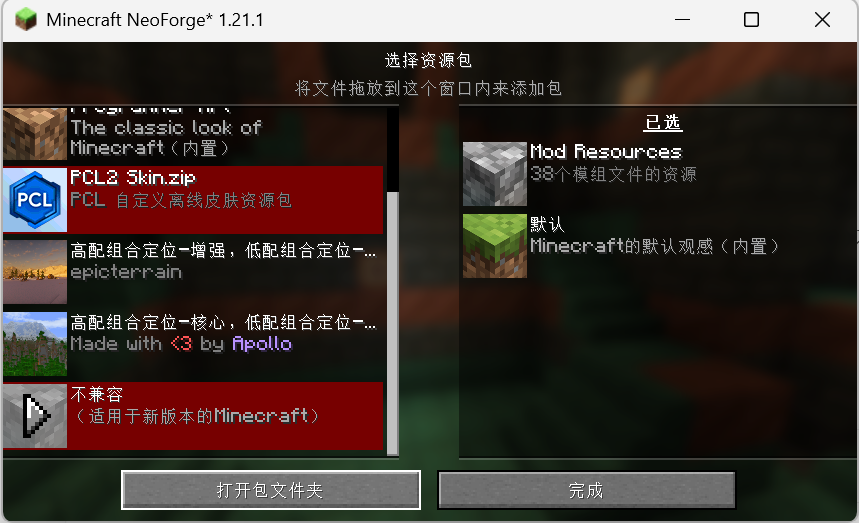 Minecraft NeoForge* 1.21.1
选择资源包
将文件拖放到这个窗口内来添加包
Programmer Art
The classic look of
Minecraft（内置）
PCL
PCL2 Skin.zip
PCL 自定义离线皮肤资源包
高配组合定位-增强，低配组合定位-...
epicterrain
高配组合定位-核心，低配组合定位-...
Made with <3 by Apollo
不兼容
（适用于新版本的Minecraft）
已选
Mod Resources
38个模组文件的资源
默认
Minecraft的默认观感（内置）
打开包文件夹
完成